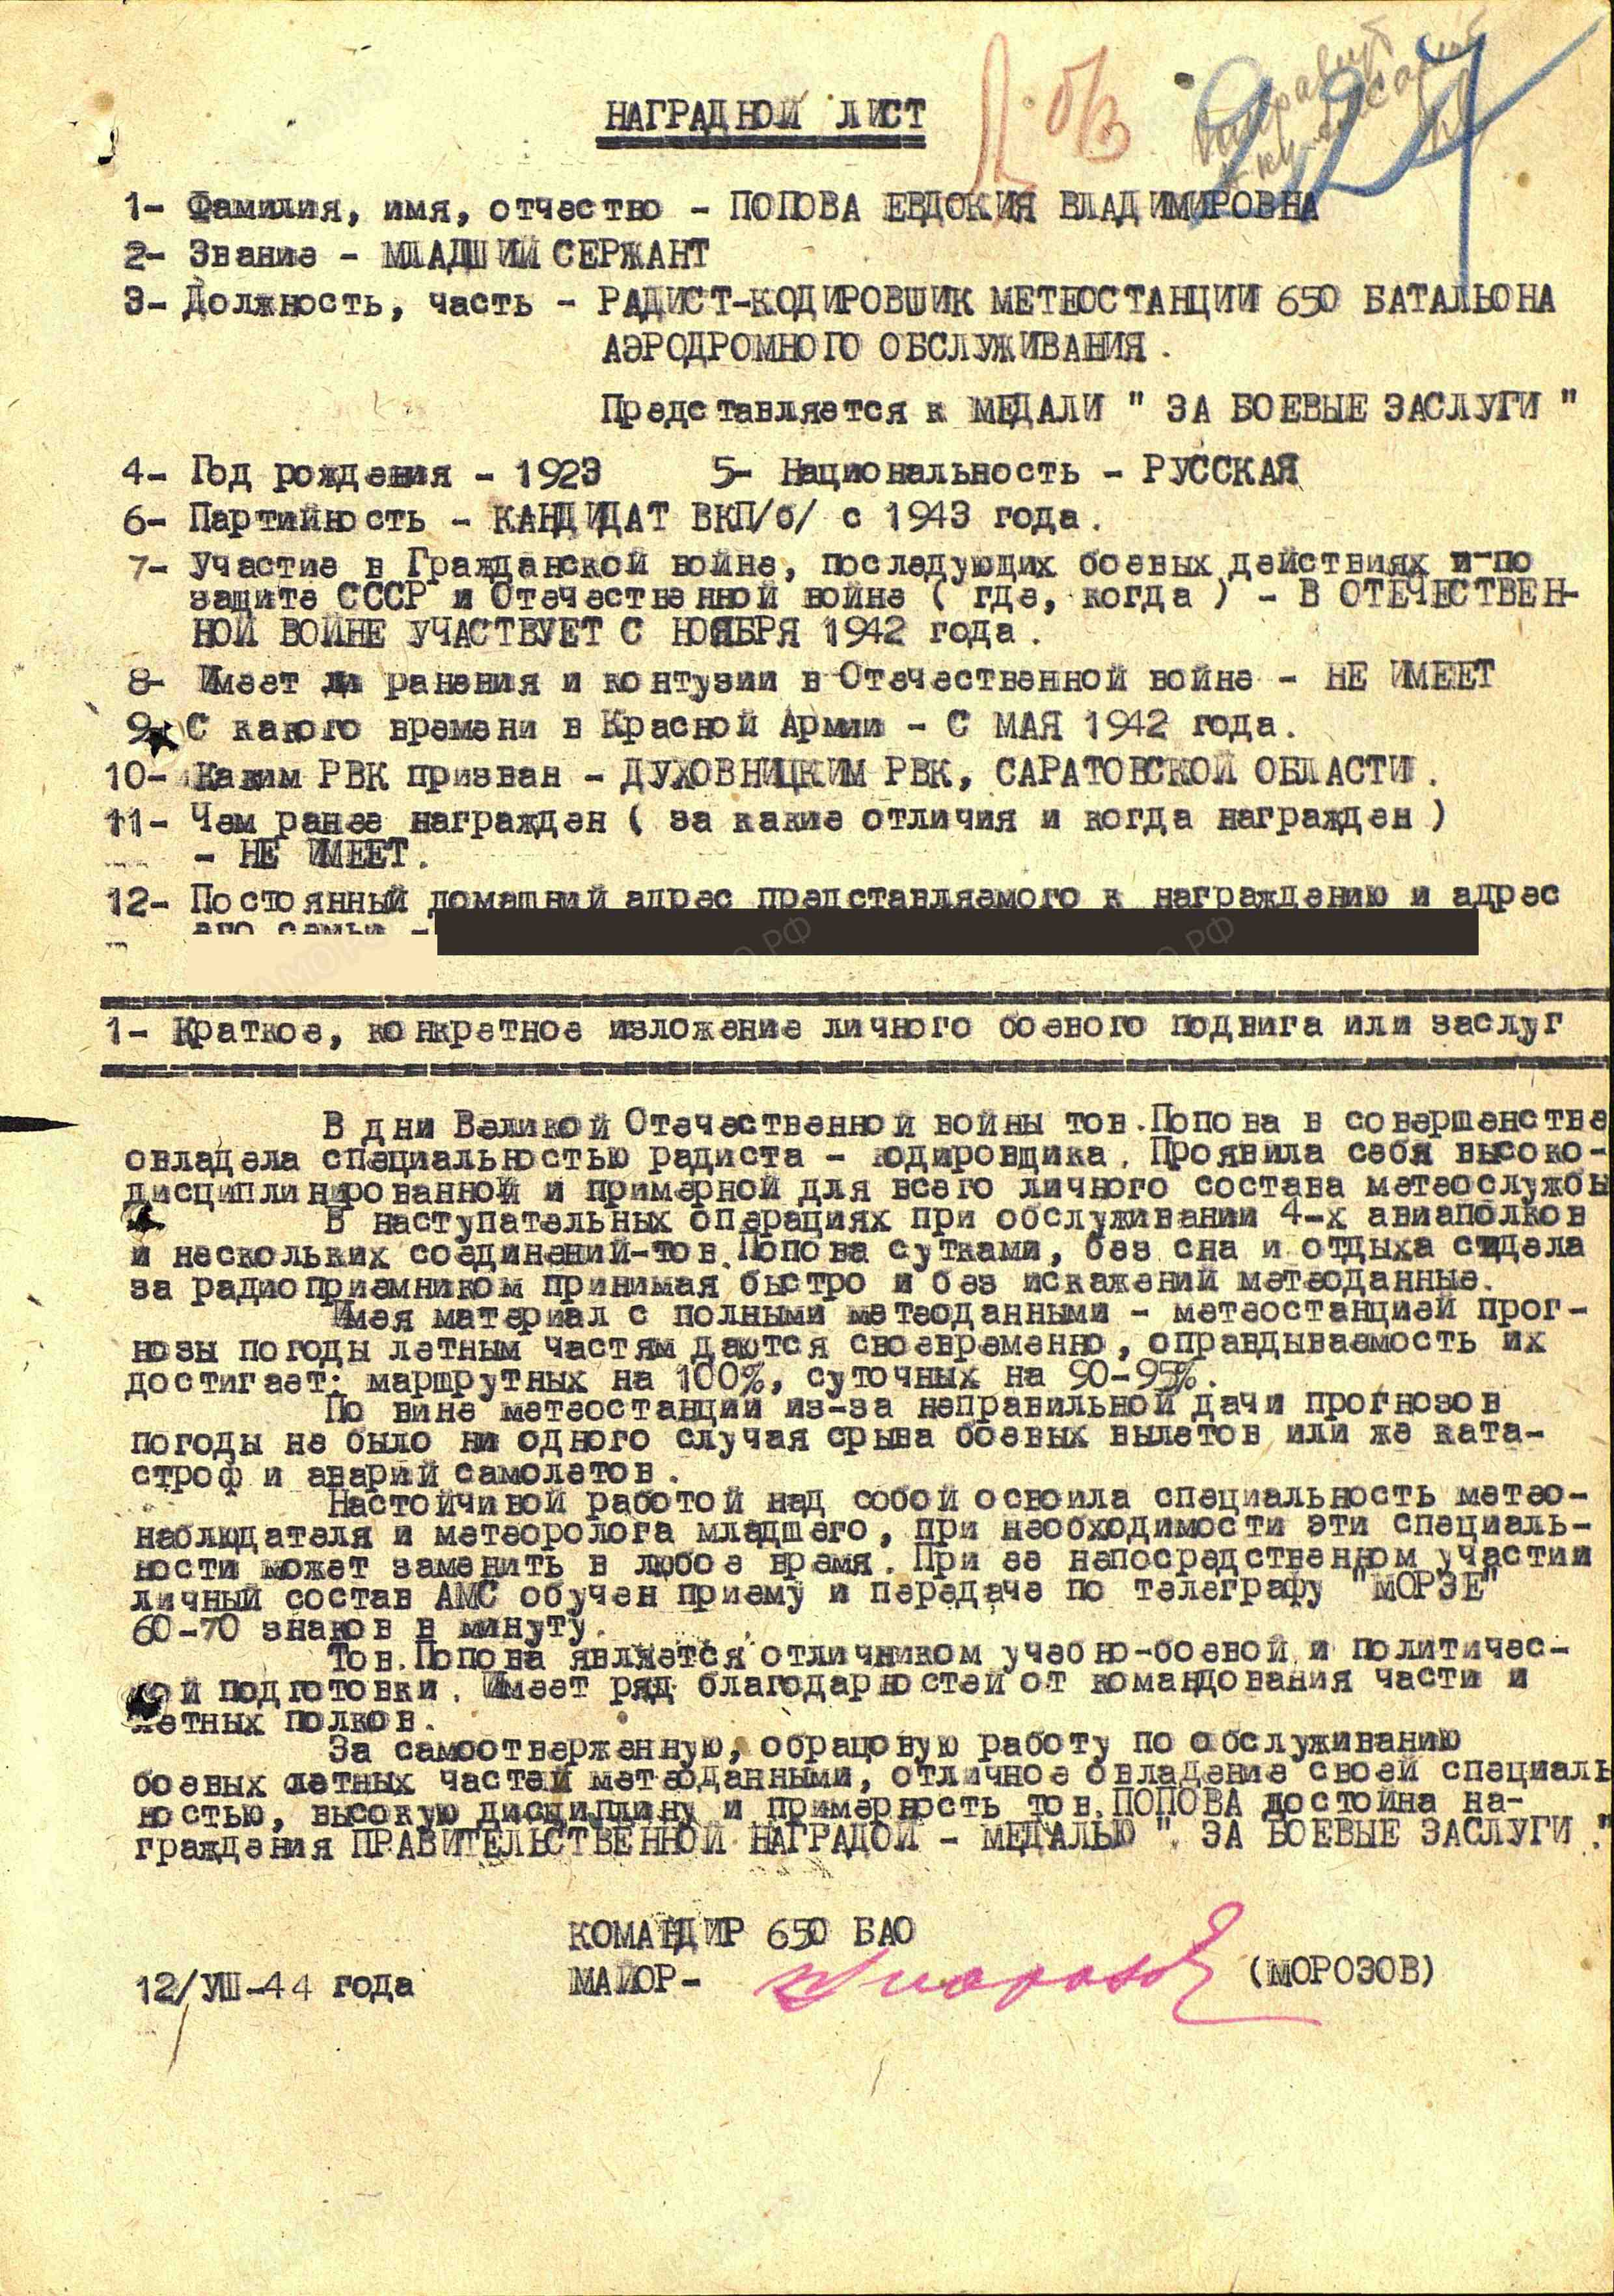 НАГРАДНОЙ ЛИСТ
1- Фамилия, имя, отчество - ПОПОВА ЕВДОКИЯ ВЛАДИМИРОВНА
2- Звание - МЛАДШИЙ СЕРЖАНТ
3- Должность, часть - РАДИСТ-КОДИРОВШИК МЕТЕОСТАНЦИИ 650 БАТАЛЬОНА
АЭРОДРОМНОГО ОБСЛУЖИВАНИЯ.
Представляется к МЕДАЛИ " ЗА БОЕВЫЕ ЗАСЛУГИ "
4- Год рождения - 1923 5- Национальность - РУССКАЯ
6- Партийность - КАНДИДАТ ВКП/б/ с 1943 года.
7- Участие в Гражданской войне, последующих боевых действиях и-по
защите СССР и Отечественной войне ( где, когда ) - В ОТЕЧЕСТВЕН-
НОЙ ВОЙНЕ УЧАСТВУЕТ С НОЯБРЯ 1942 года.
8- Имеет ли ранения и контузии в Отечественной войне - НЕ ИМЕЕТ
9- С какого времени в Красной Армии - С МАЯ 1942 года.
10- Каким РВК призван - ДУХОВНИЦКИМ РВК, САРАТОВСКОЙ ОБЛАСТИ.
11- Чем ранее награжден ( за какие отличия и когда награжден )
- НЕ ИМЕЕТ.
12- Постоянный домашний адрес представляемого к награждению и адрес
его семьи -
1- Краткое, конкретное изложение личного боевого подвига или заслуг
В дни Великой Отечественной войны тов.Попова в совершенстве
овладела специальностью радиста - кодировщика. Проявила себя высоко-
дисциплинированной и примерной для всего личного состава метеослужбы
В наступательных операциях при обслуживании 4-х авиаполков
и нескольких соединений-тов.Попова сутками, без сна и отдыха сидела
за радиоприемником принимая быстро и без искажений метеоданные.
Имея материал с полными метеоданными - метеостанцией прог-
нозы погоды летным частям даются своевременно, оправдываемость их
достигает: маршрутных на 100%, суточных на 90-95%.
По вине метеостанции из-за неправильной дачи прогнозов
погоды не было ни одного случая срыва боевых вылетов или же ката-
строф и аварий самолетов.
Настойчивой работой над собой освоила специальность метео-
наблюдателя и метеоролога младшего, при необходимости эти специаль-
ности может заменить в любое время. При ее непосредственном участии
личный состав АМС обучен приему и передаче по телеграфу "МОРЗЕ"
60-70 знаков в минуту.
Тов.Попова является отличником учебно-боевой и политичес-
кой подготовки. Имеет ряд благодарностей от командования части и
летных полков.
За самоотверженную, обрацовую работу по обслуживанию
боевых летных частей метеоданными, отличное овладение своей специаль
ностью, высокую дисциплину и примерность тов.ПОПОВА достойна на-
граждения ПРАВИТЕЛЬСТВЕННОЙ НАГРАДОЙ - МЕДАЛЬЮ " ЗА БОЕВЫЕ ЗАСЛУГИ."
КОМАНДИР 650 БАО
12/УШ-44 года МАЙОР- (МОРОЗОВ)